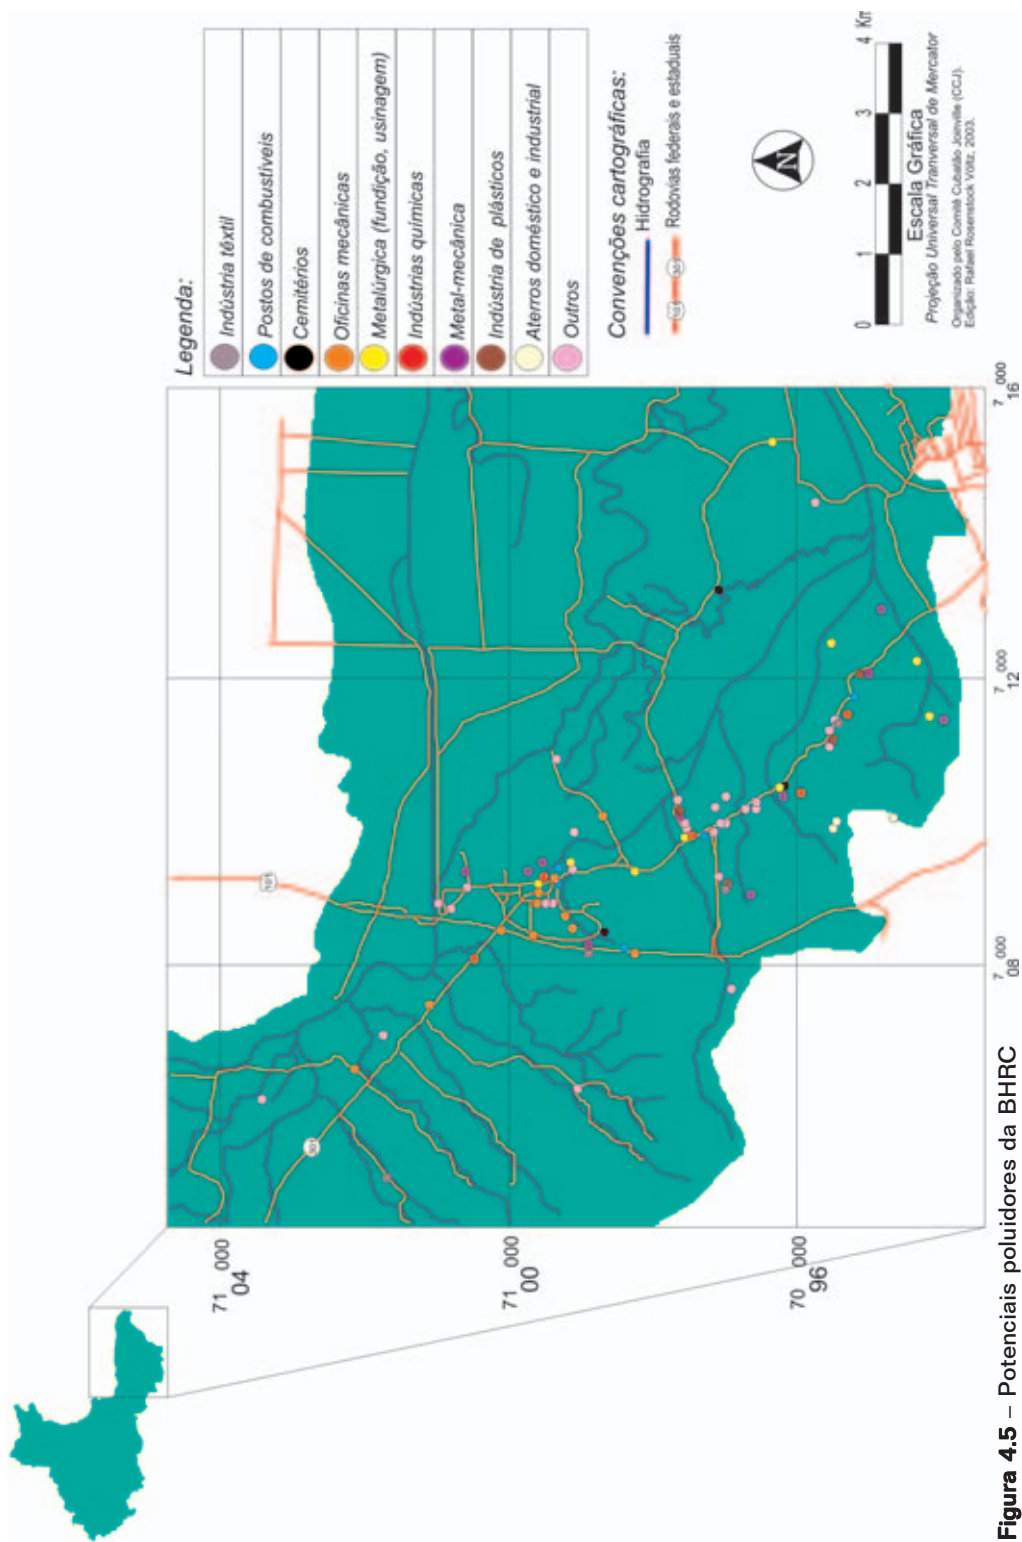 Legenda:
Indústria têxtil
Postos de combustíveis
Cemitérios
Oficinas mecânicas
Metalúrgica (fundição, usinagem)
Indústrias químicas
Metal-mecânica
Indústria de plásticos
Aterros doméstico e industrial
Outros
Convenções cartográficas:
Hidrografia
Rodovias federais e estaduais
N
0 1 2 3 4 Km
Escala Gráfica
Projeção Universal Tranversal de Mercator
Organizado pelo Comitê Cubatão Joinville (CCJ).
Edição: Rafael Rosenstock Völtz, 2003.
101
301
71 04 000
71 00 000
70 96 000
7 08 000
7 12 000
7 16 000
Figura 4.5 – Potenciais poluidores da BHRC